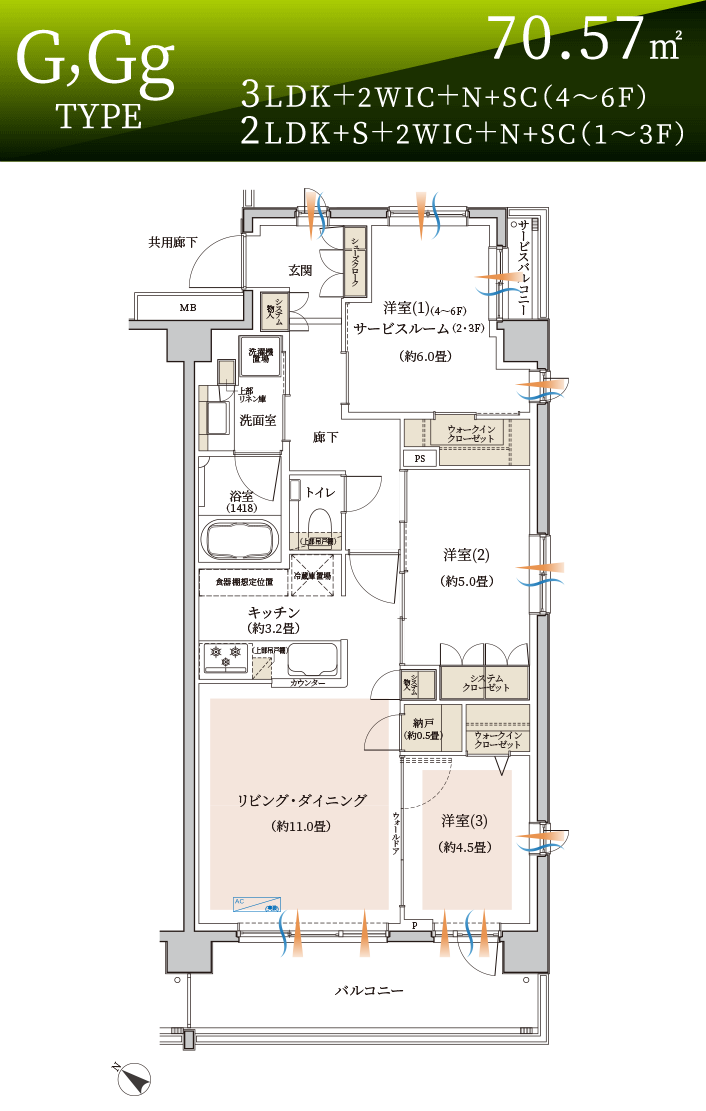 G,Gg
TYPE
70.57㎡
3LDK+2WIC+N+SC(4〜6F)
2LDK+S+2WIC+N+SC(1〜3F)
共用廊下
玄関
シューズクローク
サービスバルコニー
MB
システム
物入
洋室(1)(4〜6F)
サービスルーム(2・3F)
(約6.0畳)
洗濯機
置場
上部
リネン庫
洗面室
廊下
ウォークイン
クローゼット
PS
浴室
(1418)
トイレ
(上部吊戸棚)
洋室(2)
(約5.0畳)
食器棚想定位置
冷蔵庫置場
キッチン
(約3.2畳)
(上部吊戸棚)
カウンター
システム
物入
システム
クローゼット
納戸
(約0.5畳)
ウォークイン
クローゼット
リビング・ダイニング
(約11.0畳)
ウォールドア
洋室(3)
(約4.5畳)
AC
P
バルコニー
N